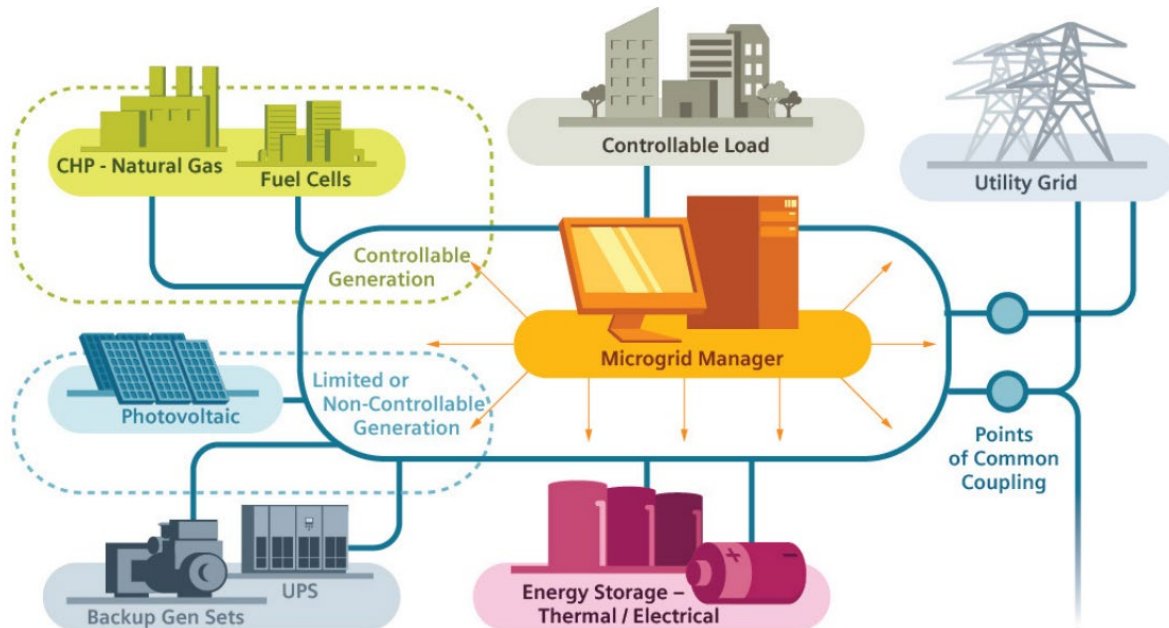 CHP - Natural Gas
Fuel Cells
Controllable Load
Utility Grid
Controllable
Generation
Microgrid Manager
Photovoltaic
Limited or
Non-Controllable
Generation
Points
of Common
Coupling
UPS
Backup Gen Sets
Energy Storage –
Thermal / Electrical